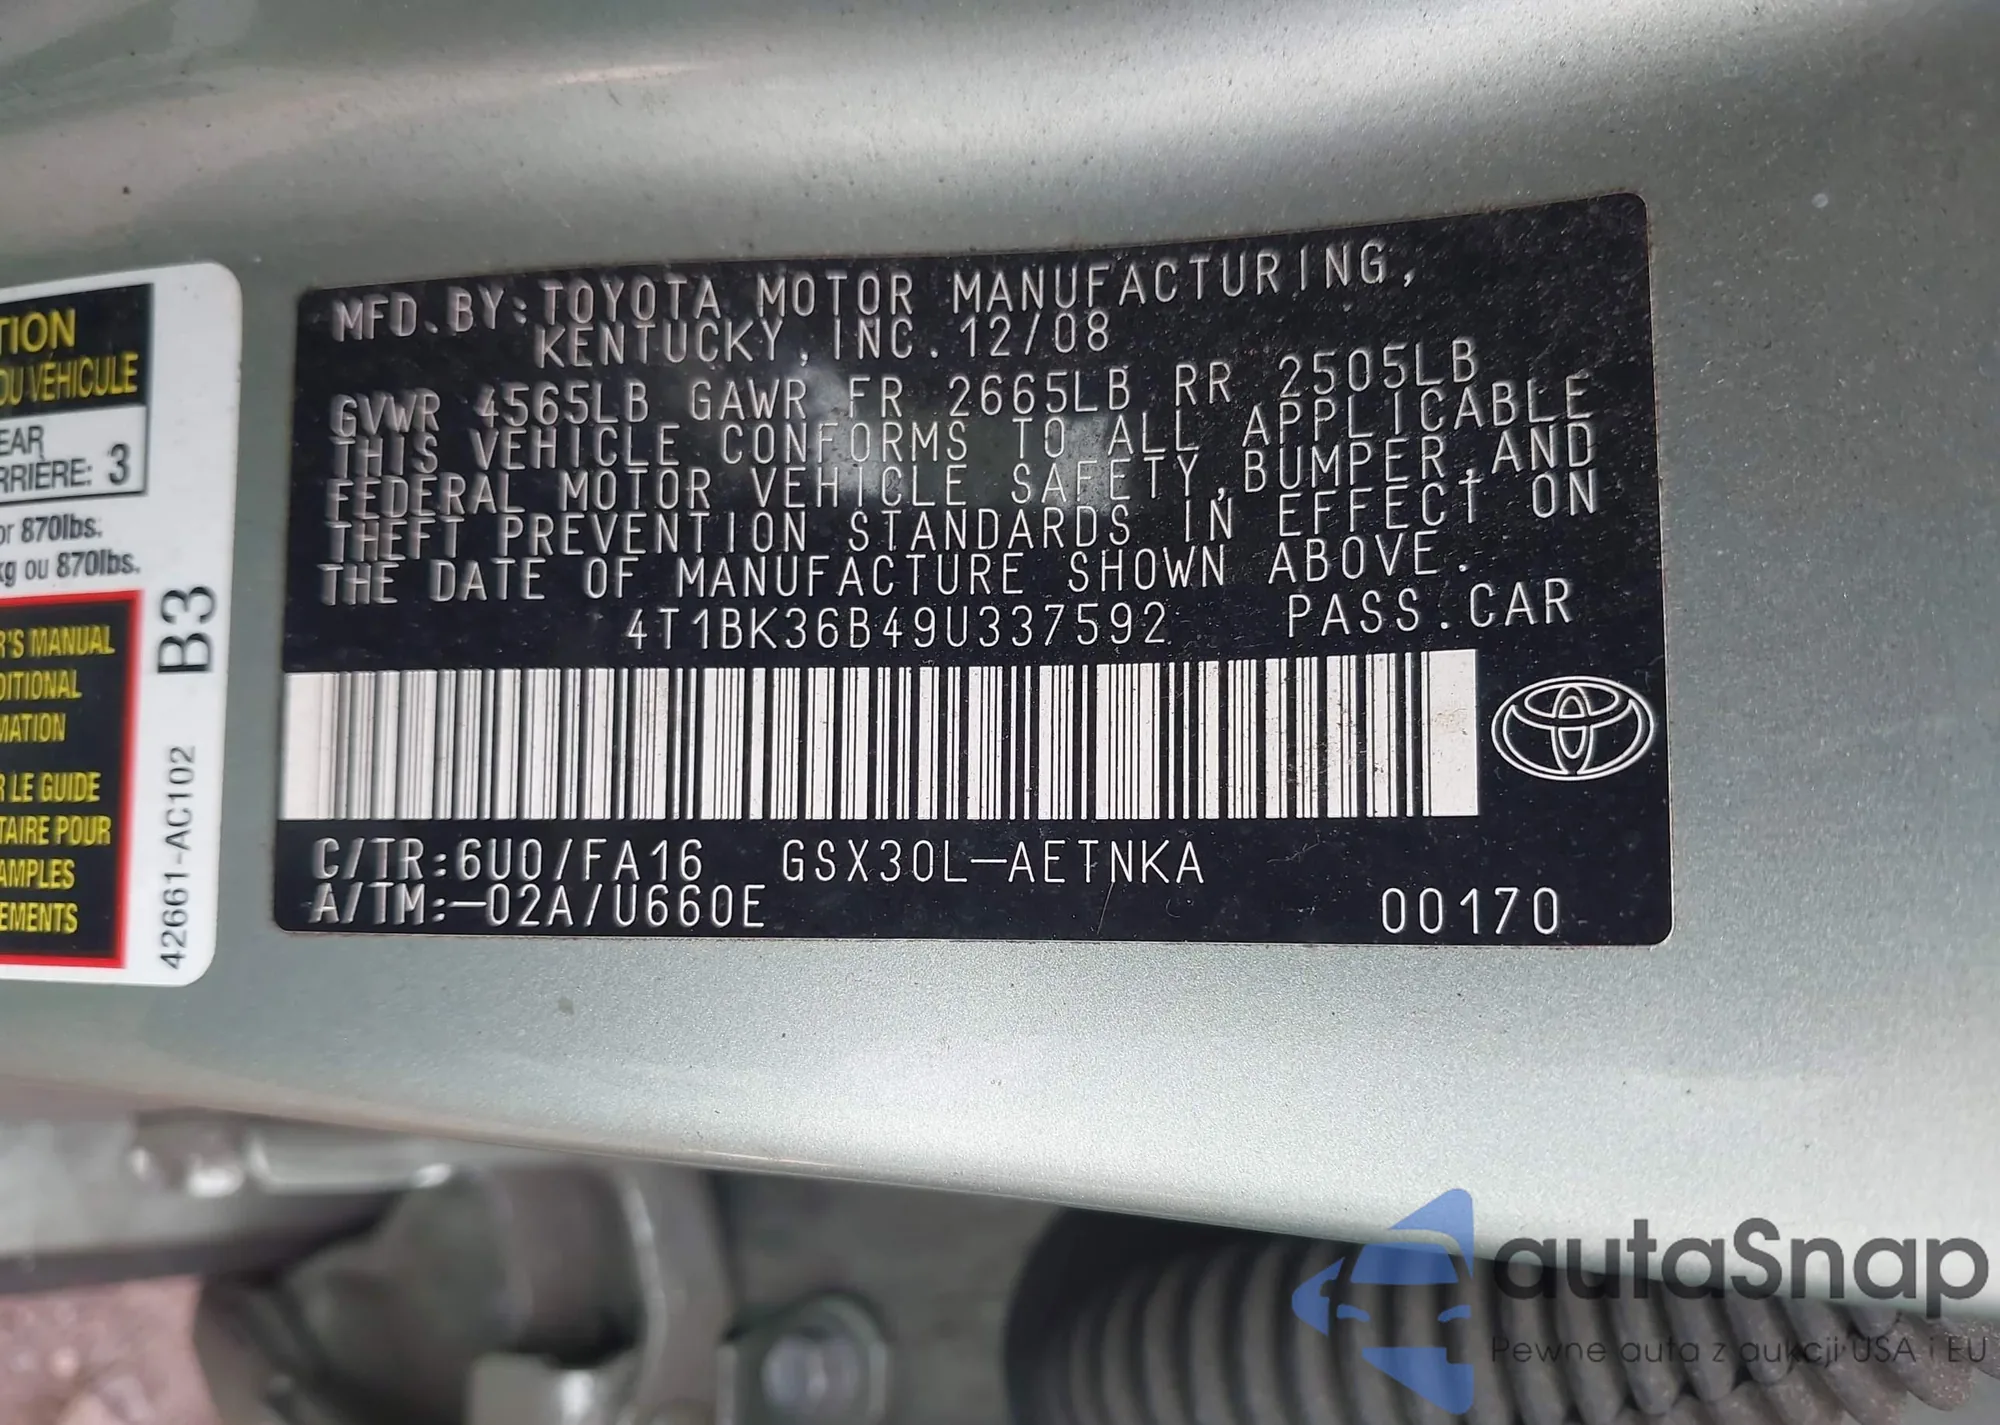 TION
DU VÉHICULE
EAR
RRIÈRE: 3
or 870lbs.
kg ou 870lbs.
R'S MANUAL
DITIONAL
MATION
R LE GUIDE
TAIRE POUR
AMPLES
EMENTS
B3
42661-AC102
MFD. BY: TOYOTA MOTOR MANUFACTURING,
KENTUCKY, INC. 12/08
GVWR 4565LB GAWR FR 2665LB RR 2505LB
THIS VEHICLE CONFORMS TO ALL APPLICABLE
FEDERAL MOTOR VEHICLE SAFETY, BUMPER, AND
THEFT PREVENTION STANDARDS IN EFFECT ON
THE DATE OF MANUFACTURE SHOWN ABOVE.
4T1BK36B49U337592 PASS. CAR
C/TR: 6U0/FA16 GSX30L-AETNKA
A/TM: -02A/U660E
00170
autaSnap
Pewne auta z aukcji USA i EU